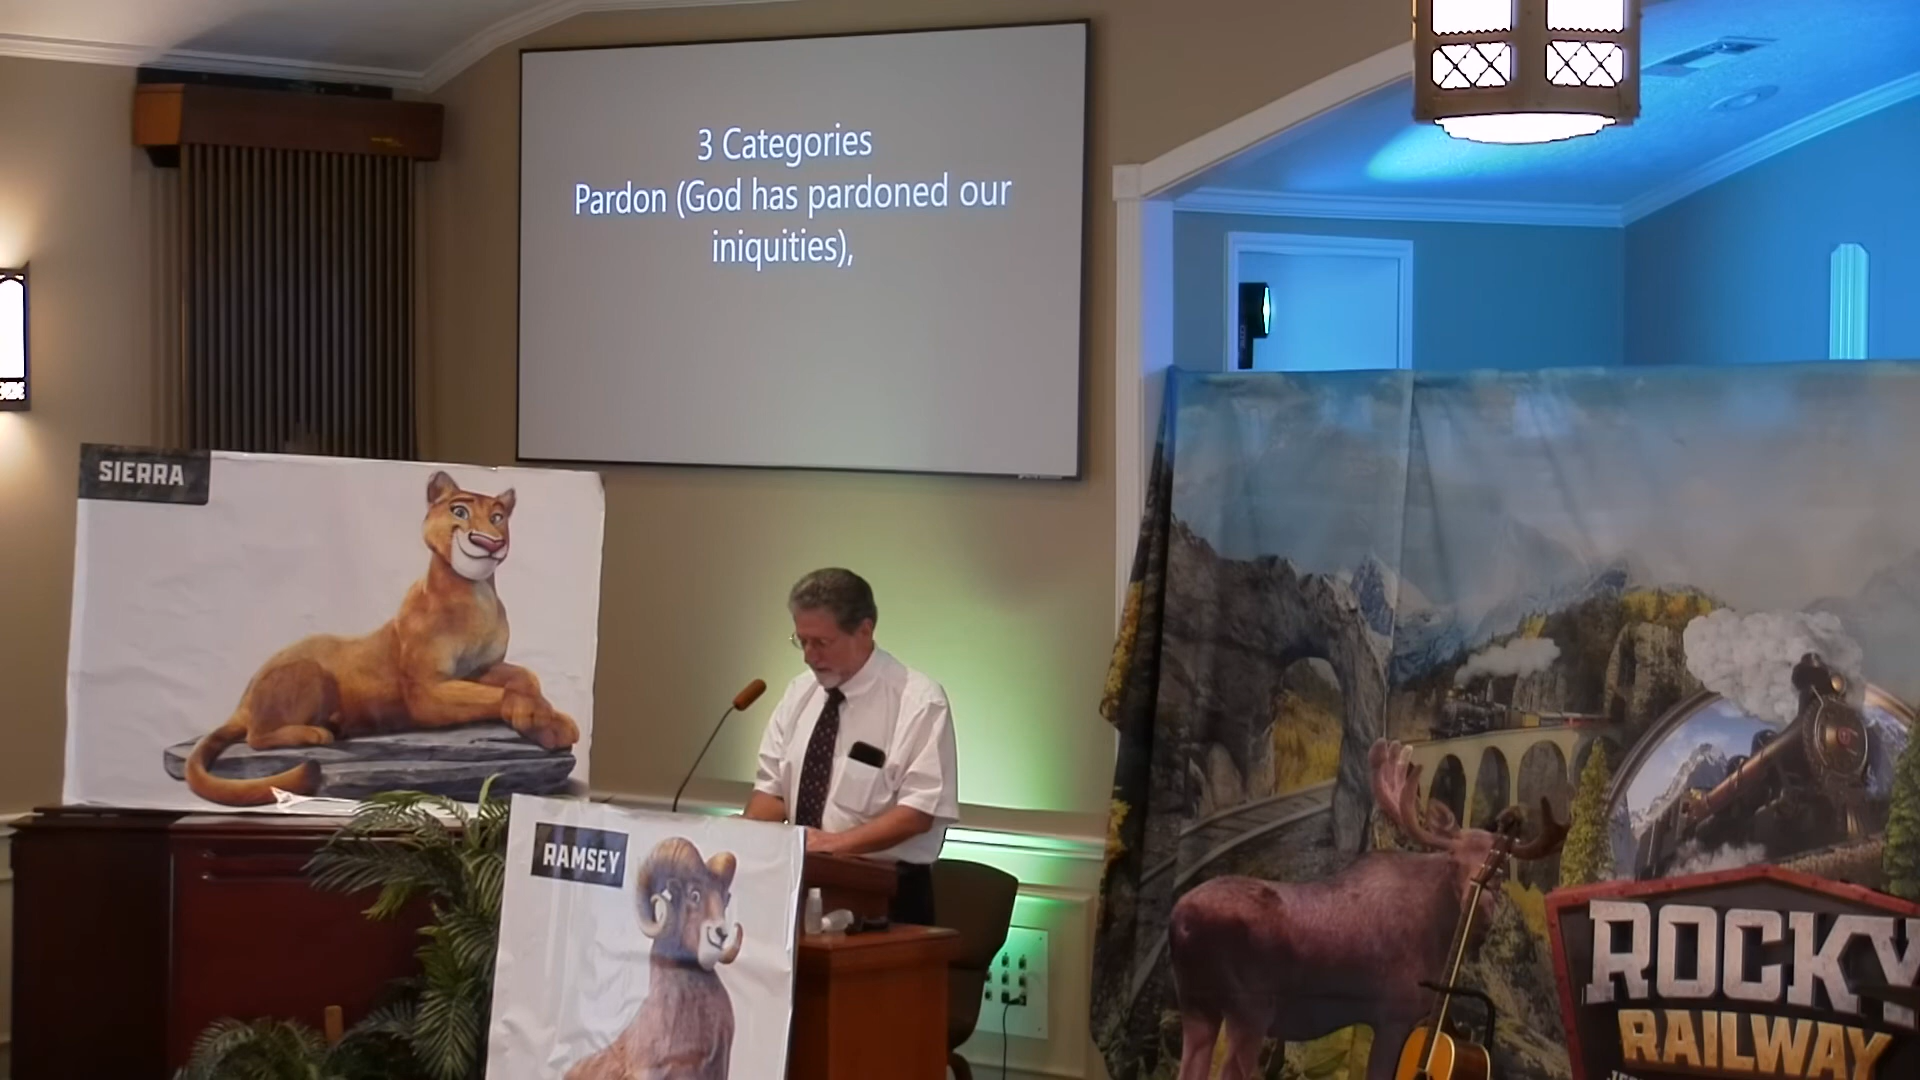 3 Categories
Pardon (God has pardoned our
iniquities),
SIERRA
RAMSEY
ROCKY
RAILWAY